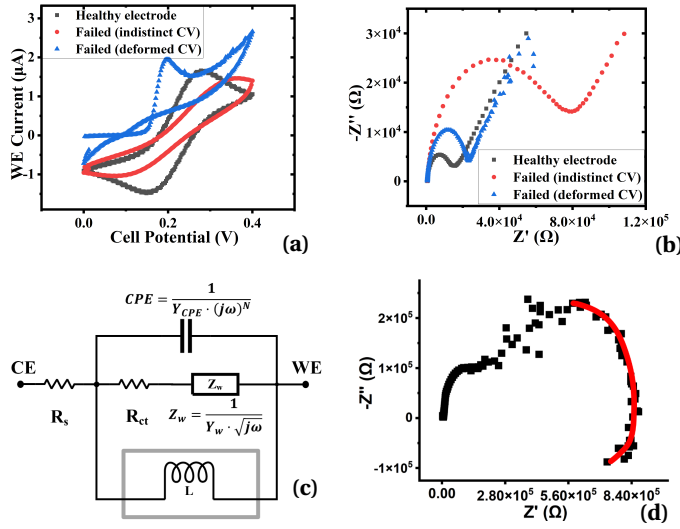 Healthy electrode
Failed (indistinct CV)
Failed (deformed CV)
WE Current (μA)
3
2
1
0
-1
-2
0.0 0.2 0.4
Cell Potential (V)
(a)
-Z'' (Ω)
3×10⁴
2×10⁴
1×10⁴
0
Healthy electrode
Failed (indistinct CV)
Failed (deformed CV)
0.0 4.0×10⁴ 8.0×10⁴ 1.2×10⁵
Z' (Ω)
(b)
CPE = 1 / Y_CPE · (jω)^N
CE
WE
R_s
R_ct
Z_w
Z_w = 1 / Y_w · √jω
L
(c)
-Z'' (Ω)
2×10⁵
1×10⁵
0
-1×10⁵
0.00 2.80×10⁵ 5.60×10⁵ 8.40×10⁵
Z' (Ω)
(d)